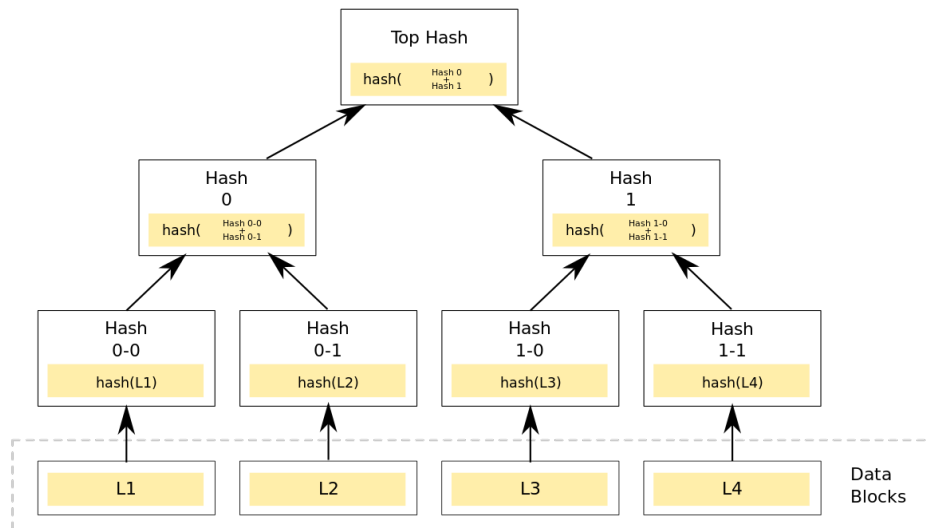 Top Hash
hash( Hash 0 + Hash 1 )
Hash
0
hash( Hash 0-0 + Hash 0-1 )
Hash
1
hash( Hash 1-0 + Hash 1-1 )
Hash
0-0
hash(L1)
Hash
0-1
hash(L2)
Hash
1-0
hash(L3)
Hash
1-1
hash(L4)
L1
L2
L3
L4
Data
Blocks